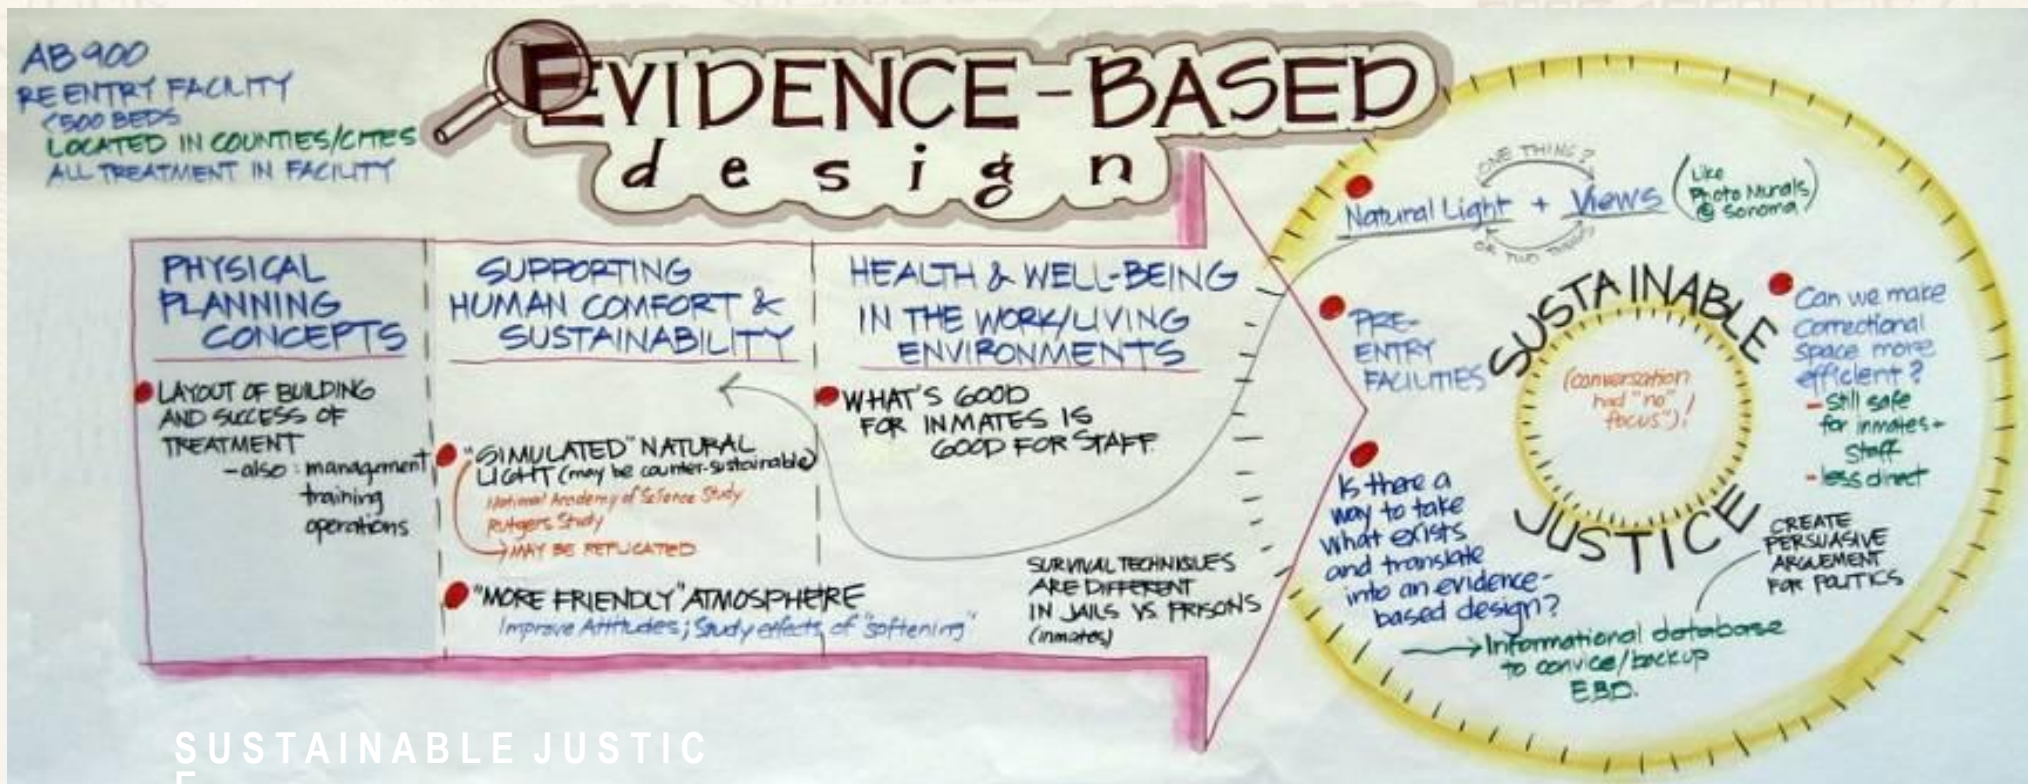 AB 900
RE ENTRY FACILITY
<500 BEDS
LOCATED IN COUNTIES/CITES
ALL TREATMENT IN FACILITY
EVIDENCE-BASED
design
PHYSICAL
PLANNING
CONCEPTS
LAYOUT OF BUILDING
AND SUCCESS OF
TREATMENT
- also: management
training
operations
SUPPORTING
HUMAN COMFORT &
SUSTAINABILITY
"SIMULATED" NATURAL
LIGHT (may be counter-sustainable)
National Academy of Science Study
Rutgers Study
MAY BE REPLICATED
"MORE FRIENDLY" ATMOSPHERE
Improve Attitudes; Study effects of "softening"
HEALTH & WELL-BEING
IN THE WORK/LIVING
ENVIRONMENTS
WHAT'S GOOD
FOR INMATES IS
GOOD FOR STAFF.
SURVIVAL TECHNIQUES
ARE DIFFERENT
IN JAILS VS PRISONS
(inmates)
ONE THING?
Natural Light + Views
OR TWO THINGS
(Like
Photo Murals
@ Sonoma)
PRE-
ENTRY
FACILITIES
Is there a
way to take
what exists
and translate
into an evidence-
based design?
Informational database
to convice/backup
EBD.
SUSTAINABLE
JUSTICE
(conversation
had "no"
focus")!
Can we make
Correctional
space more
efficient?
- Still safe
for inmates +
Staff
- less direct
CREATE
PERSUASIVE
ARGUEMENT
FOR POLITICS
SUSTAINABLE JUSTIC
E